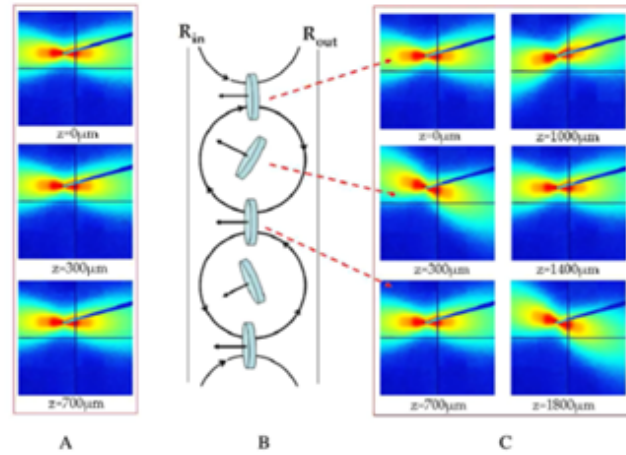 z=0µm
z=300µm
z=700µm
A
R_in
R_out
B
z=0µm
z=1000µm
z=300µm
z=1400µm
z=700µm
z=1800µm
C